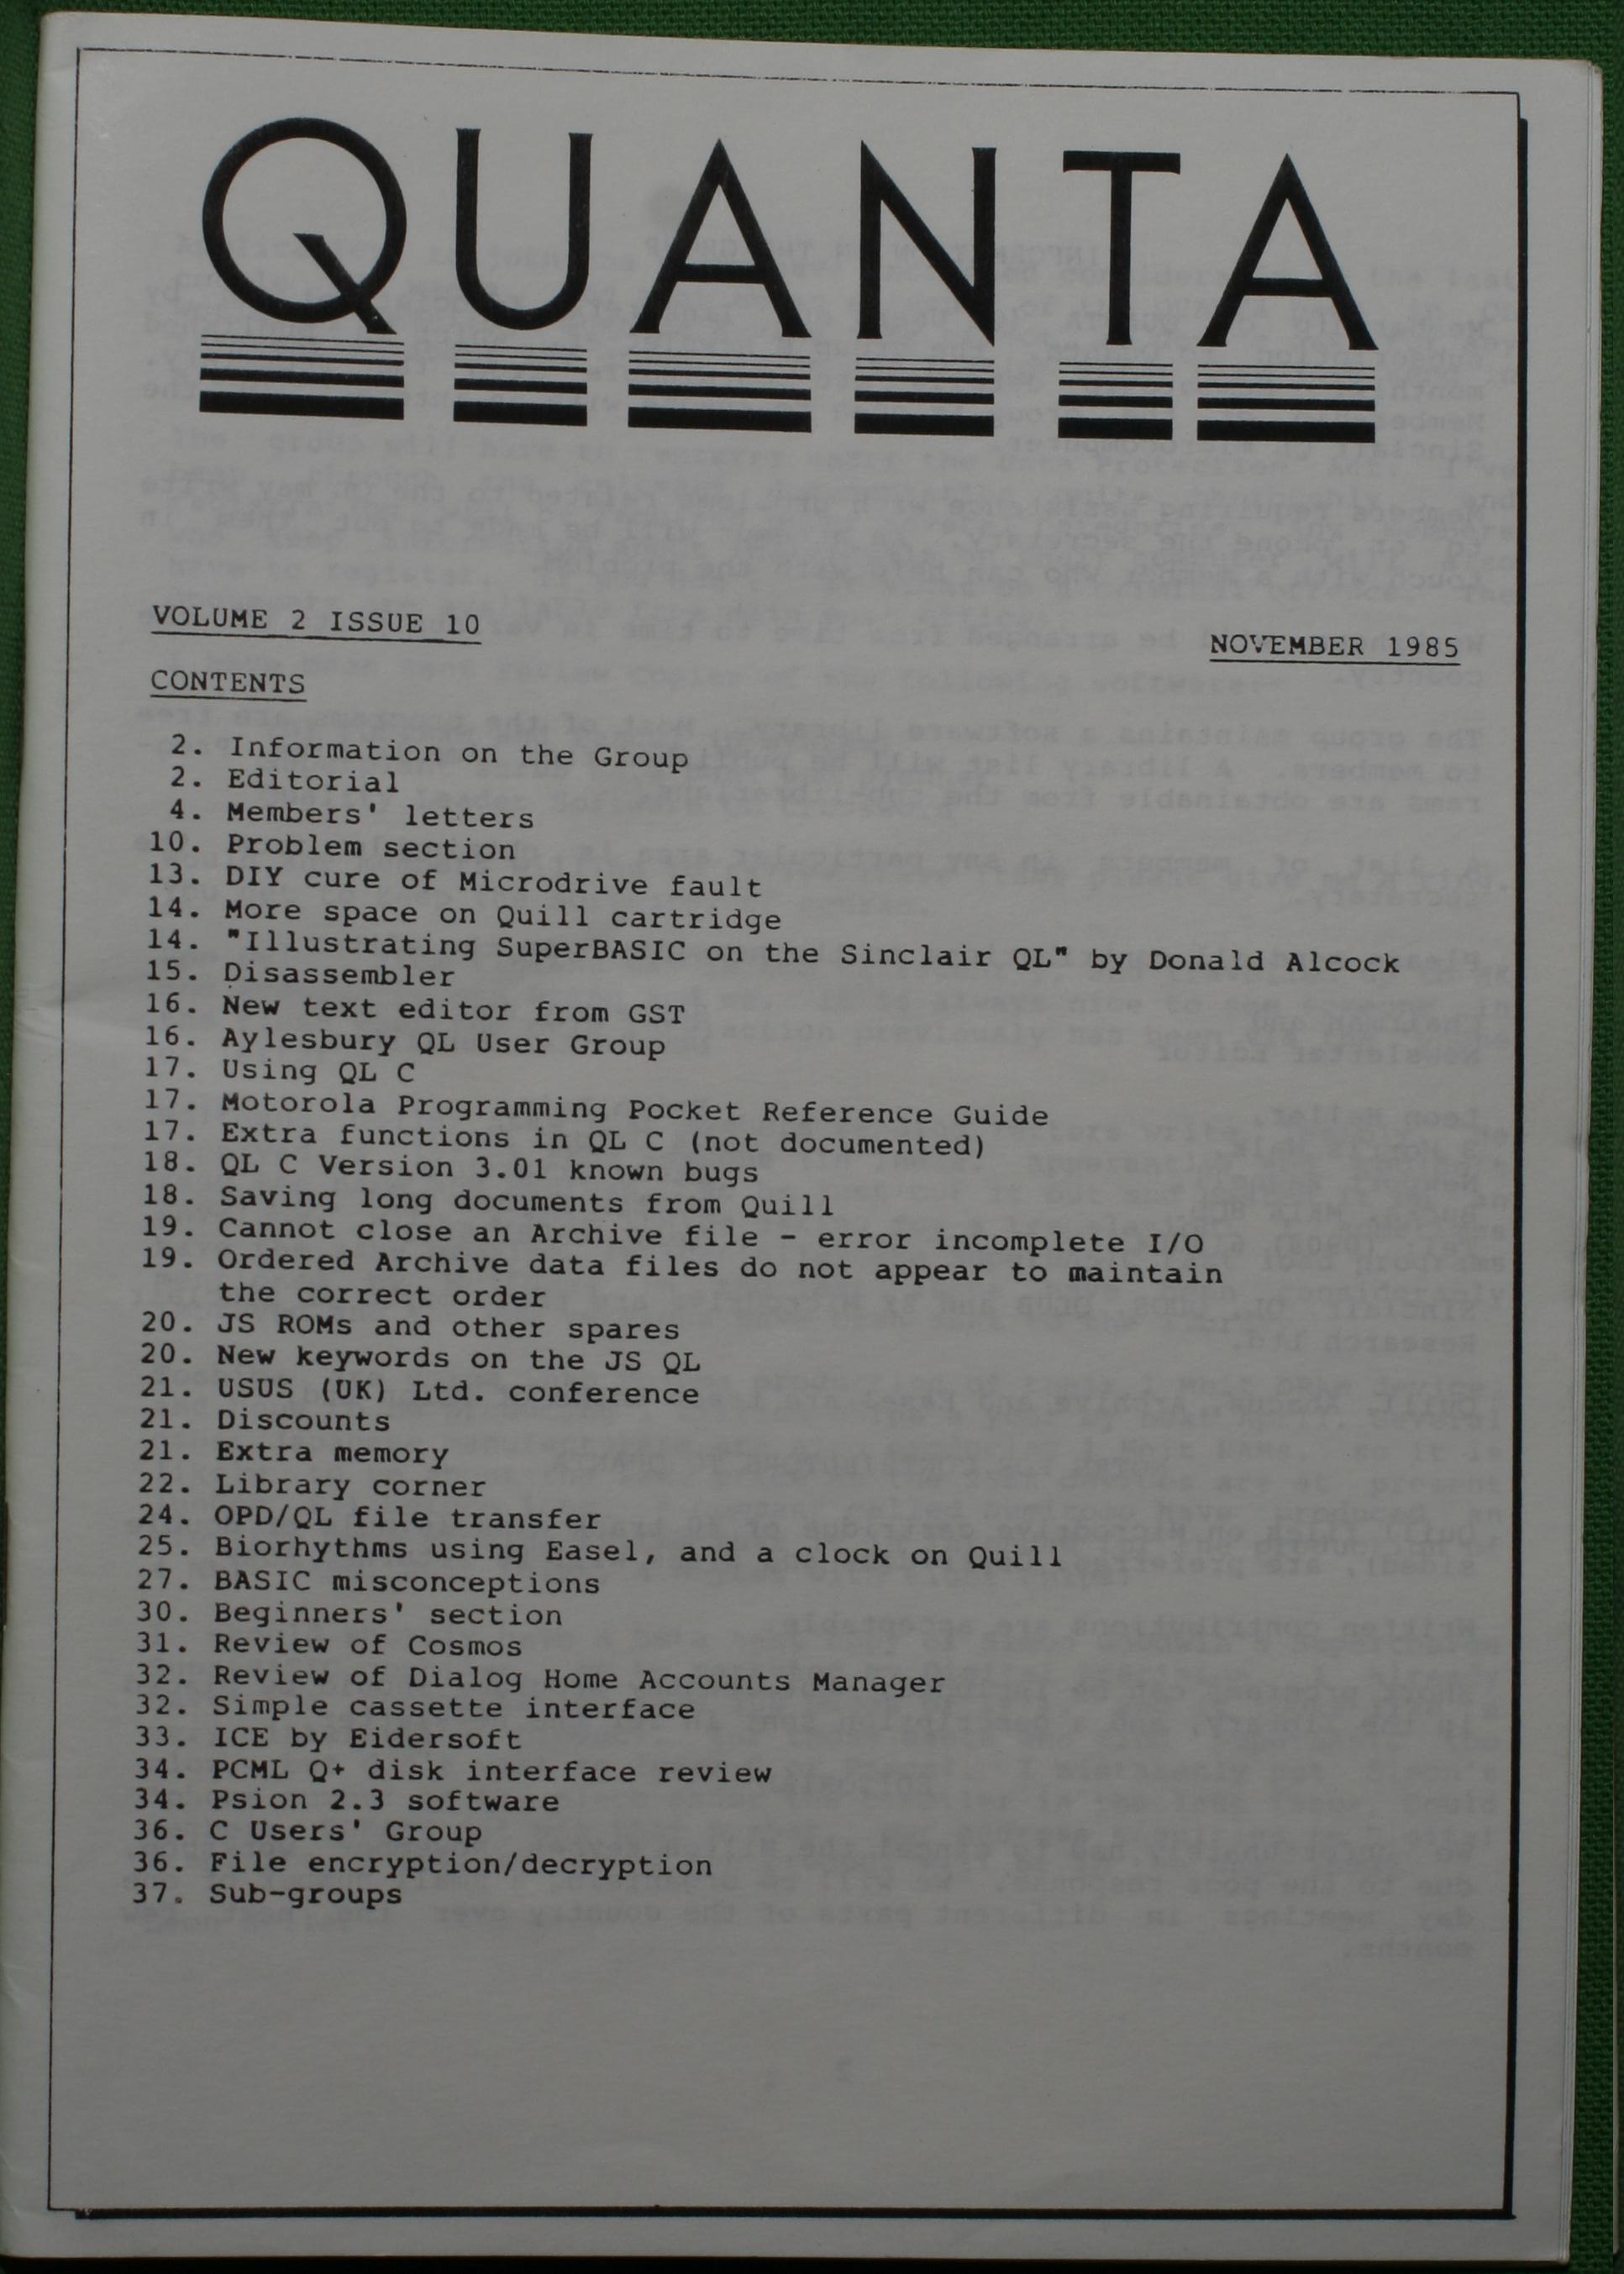 QUANTA
VOLUME 2 ISSUE 10
NOVEMBER 1985
CONTENTS
2. Information on the Group
2. Editorial
4. Members' letters
10. Problem section
13. DIY cure of Microdrive fault
14. More space on Quill cartridge
14. "Illustrating SuperBASIC on the Sinclair QL" by Donald Alcock
15. Disassembler
16. New text editor from GST
16. Aylesbury QL User Group
17. Using QL C
17. Motorola Programming Pocket Reference Guide
17. Extra functions in QL C (not documented)
18. QL C Version 3.01 known bugs
18. Saving long documents from Quill
19. Cannot close an Archive file - error incomplete I/O
19. Ordered Archive data files do not appear to maintain
the correct order
20. JS ROMs and other spares
20. New keywords on the JS QL
21. USUS (UK) Ltd. conference
21. Discounts
21. Extra memory
22. Library corner
24. OPD/QL file transfer
25. Biorhythms using Easel, and a clock on Quill
27. BASIC misconceptions
30. Beginners' section
31. Review of Cosmos
32. Review of Dialog Home Accounts Manager
32. Simple cassette interface
33. ICE by Eidersoft
34. PCML Q+ disk interface review
34. Psion 2.3 software
36. C Users' Group
36. File encryption/decryption
37. Sub-groups